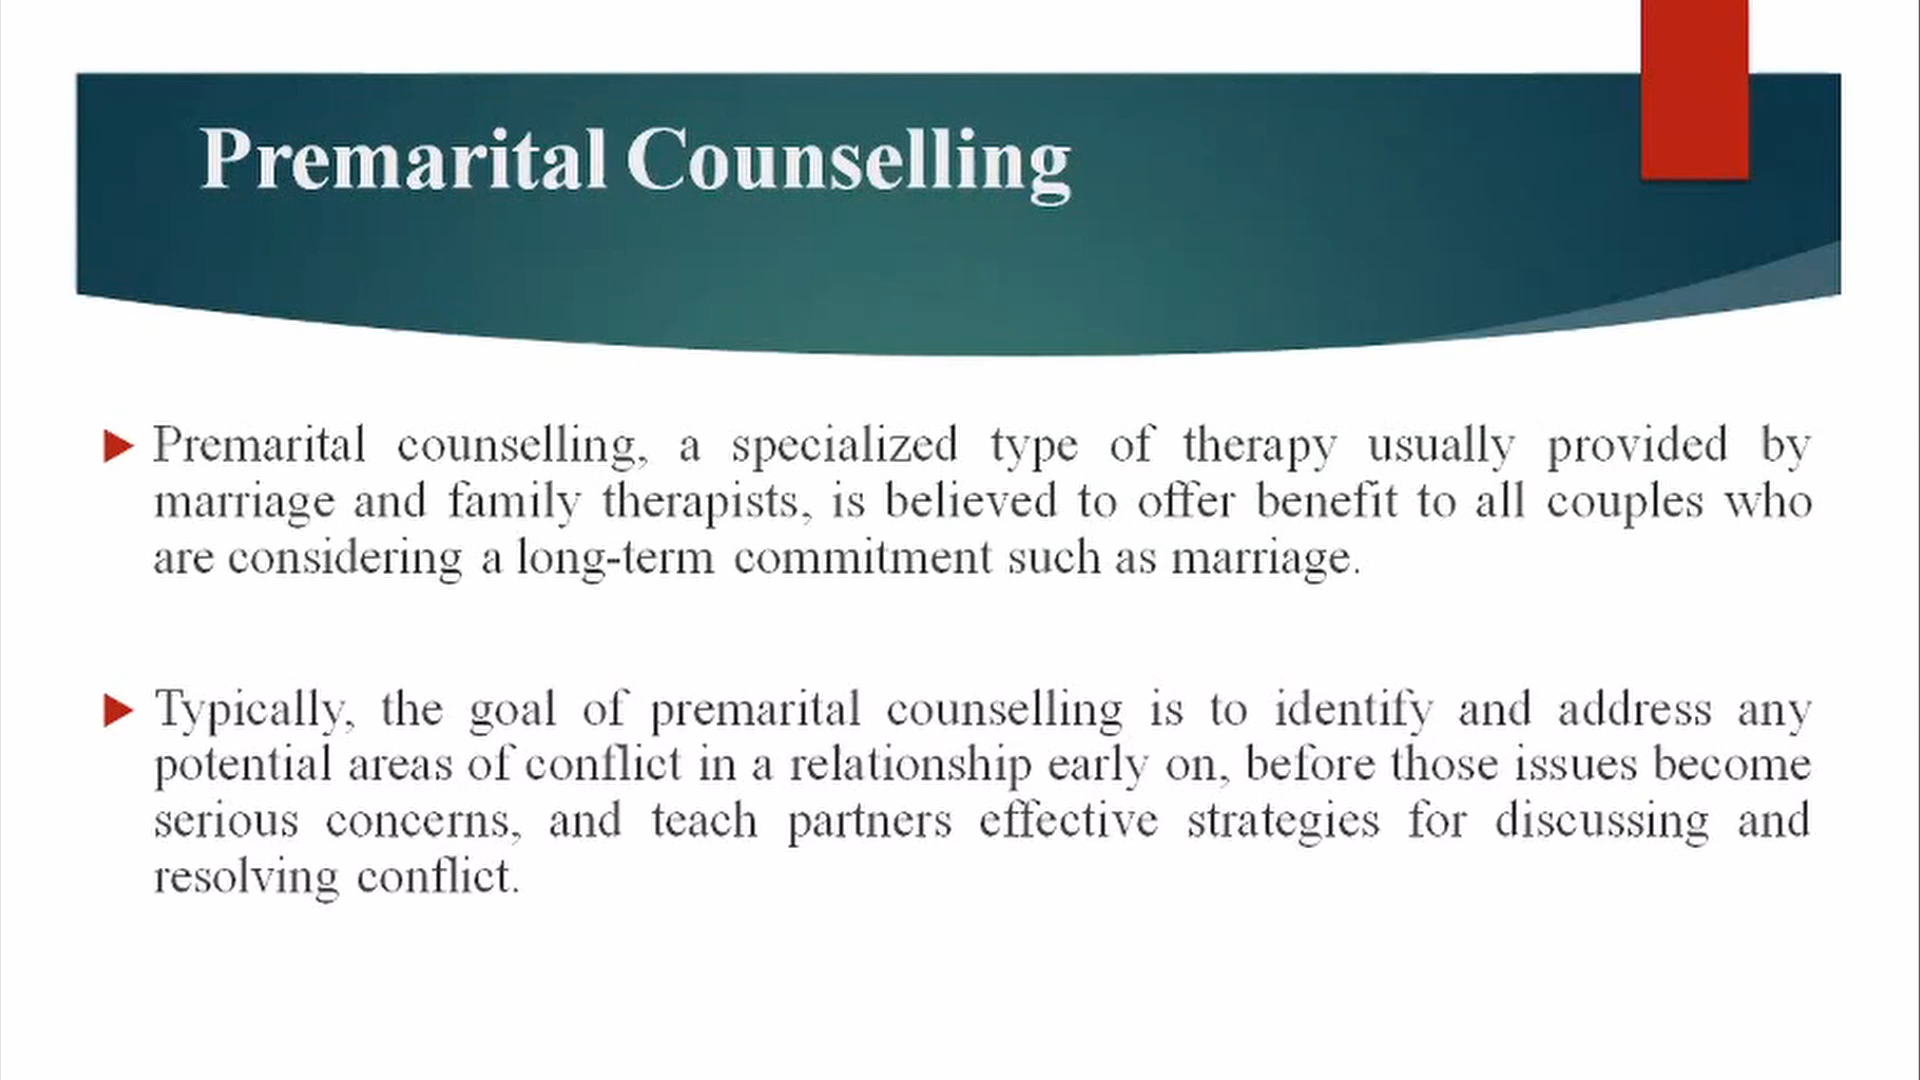 Premarital Counselling
Premarital counselling, a specialized type of therapy usually provided by
marriage and family therapists, is believed to offer benefit to all couples who
are considering a long-term commitment such as marriage.
Typically, the goal of premarital counselling is to identify and address any
potential areas of conflict in a relationship early on, before those issues become
serious concerns, and teach partners effective strategies for discussing and
resolving conflict.